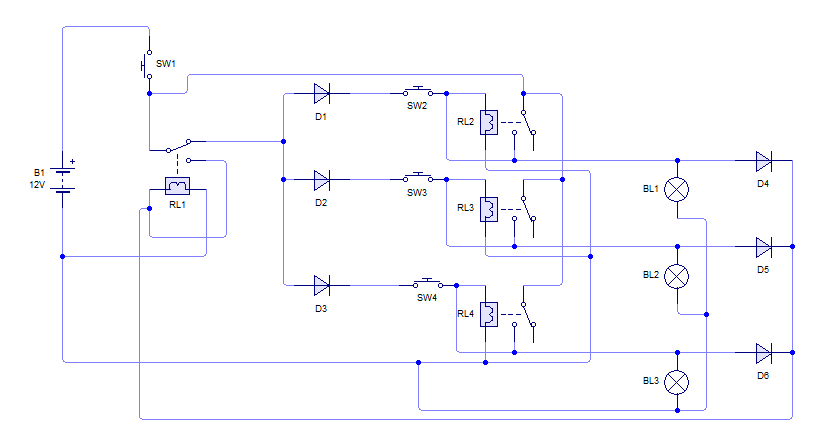 SW1
D1
SW2
RL2
B1
12V
+
RL1
D2
SW3
RL3
BL1
D4
D3
SW4
RL4
BL2
D5
BL3
D6